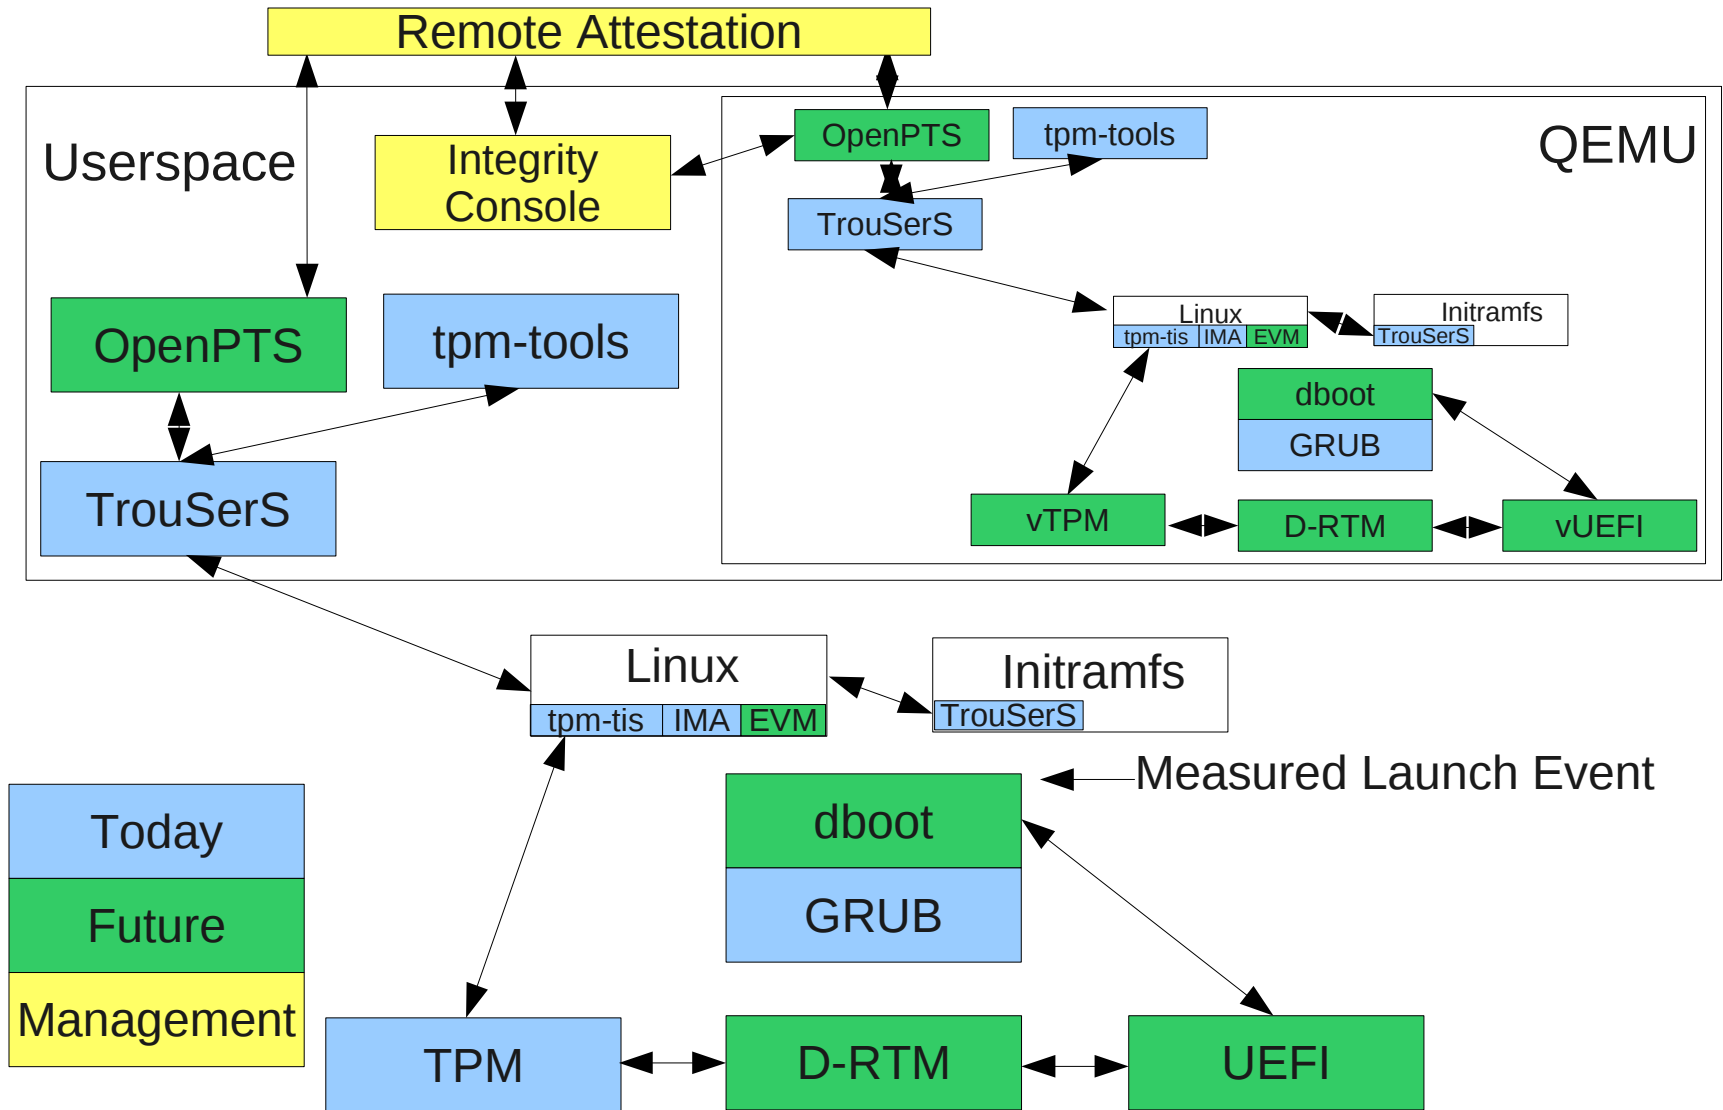 Remote Attestation
Userspace
Integrity
Console
OpenPTS
tpm-tools
QEMU
TrouSerS
Linux
tpm-tis
IMA
EVM
Initramfs
TrouSerS
dboot
GRUB
vTPM
D-RTM
vUEFI
OpenPTS
tpm-tools
TrouSerS
Linux
tpm-tis
IMA
EVM
Initramfs
TrouSerS
Measured Launch Event
dboot
GRUB
Today
Future
Management
TPM
D-RTM
UEFI